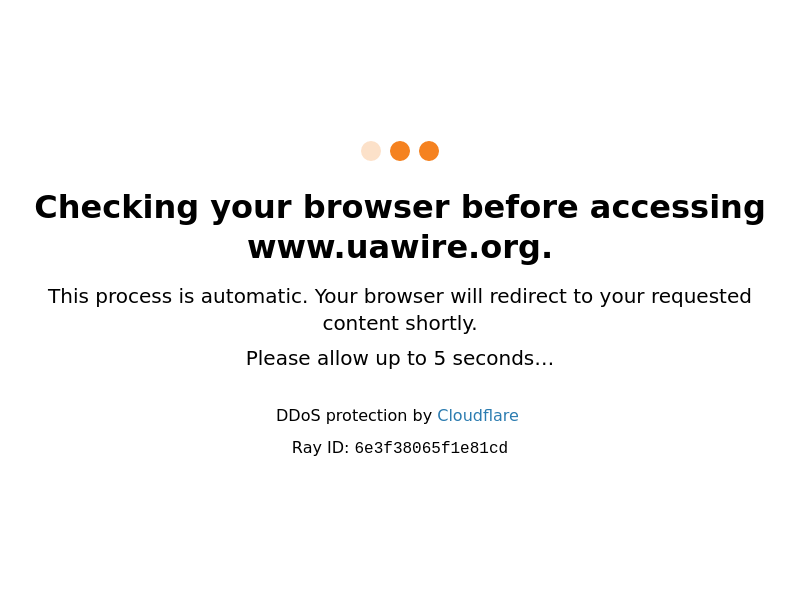 Checking your browser before accessing
www.uawire.org.
This process is automatic. Your browser will redirect to your requested
content shortly.
Please allow up to 5 seconds…
DDoS protection by Cloudflare
Ray ID: 6e3f38065f1e81cd